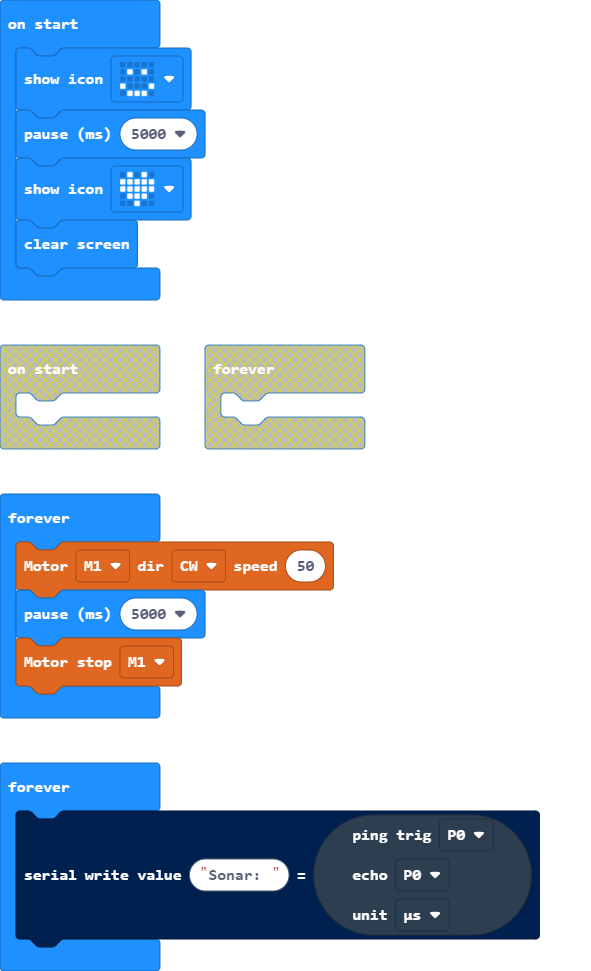 on start
show icon
pause (ms) 5000
show icon
clear screen
on start
forever
forever
Motor M1 dir CW speed 50
pause (ms) 5000
Motor stop M1
forever
serial write value "Sonar: " =
ping trig P0
echo P0
unit μs